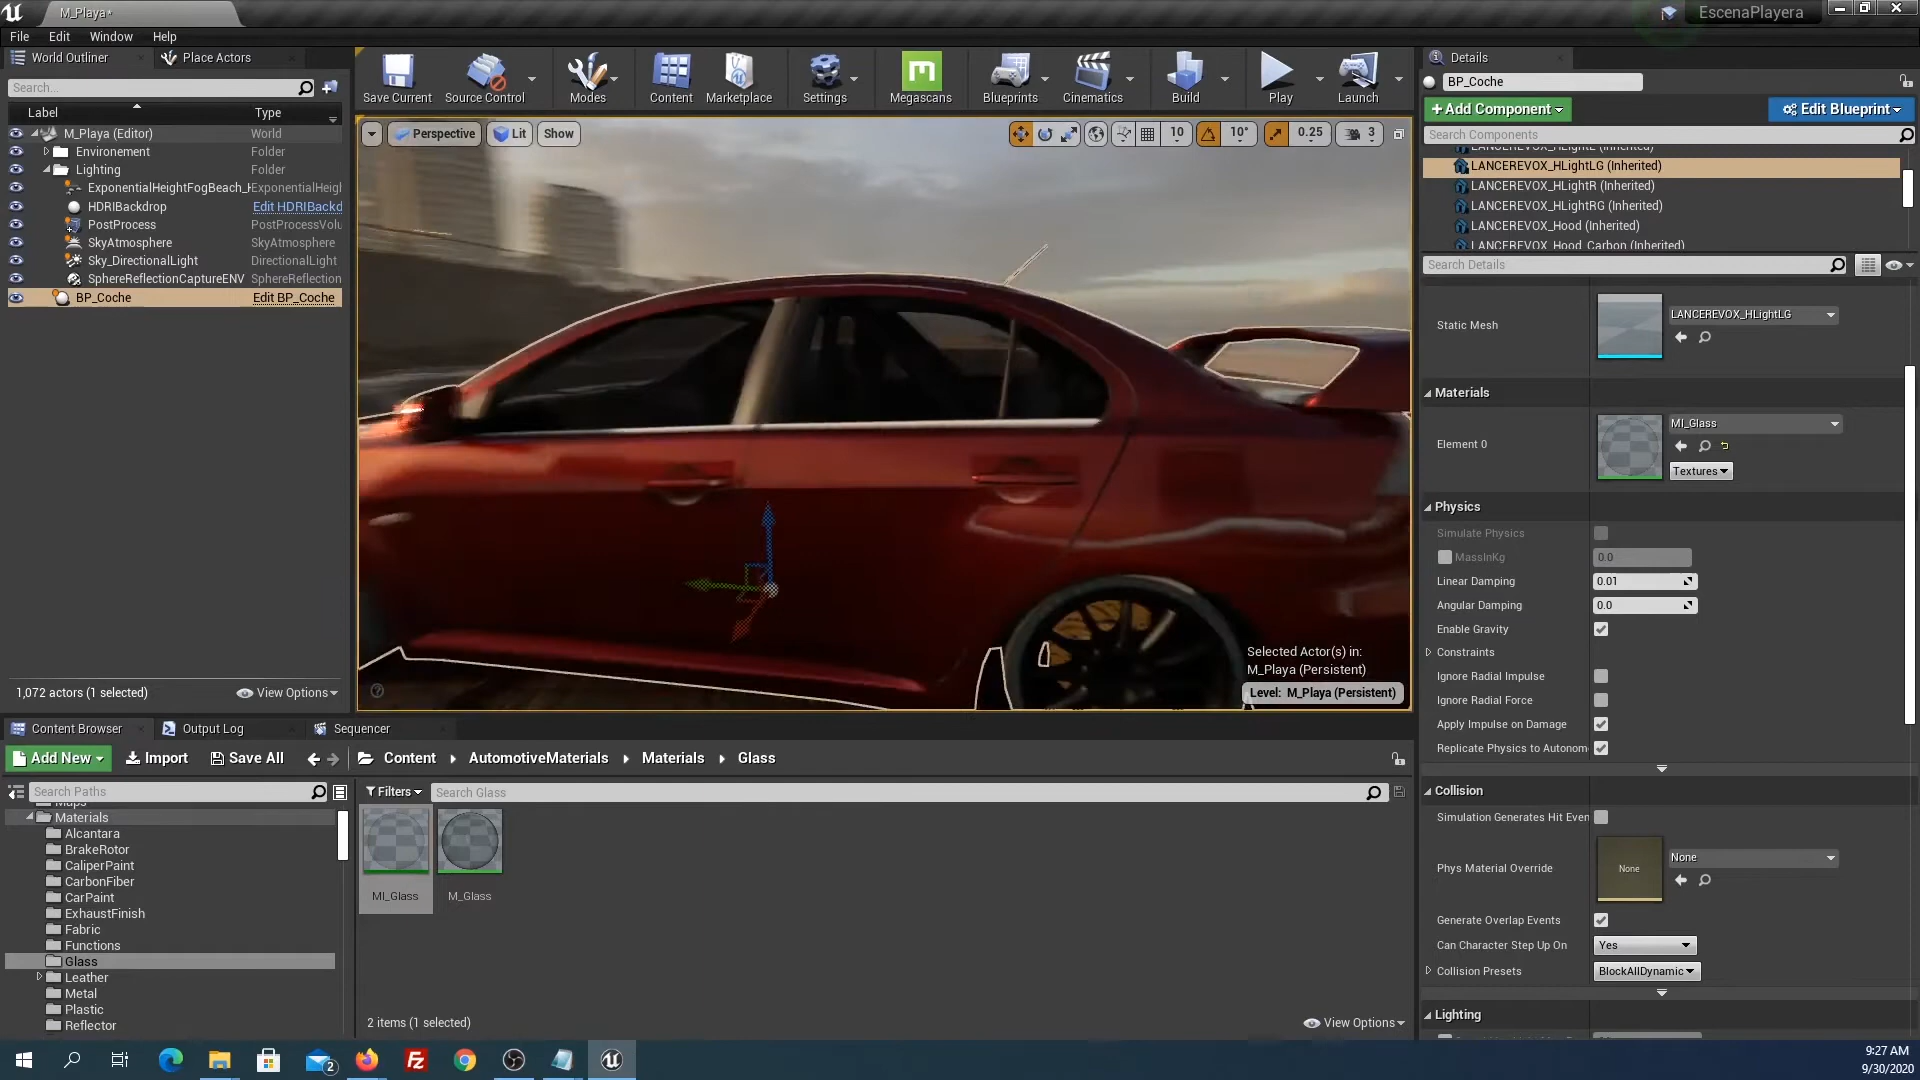 M_Playa*
EscenaPlayera
File Edit Window Help
World Outliner
Place Actors
Search...
Label Type
M_Playa (Editor) World
Environement Folder
Lighting Folder
ExponentialHeightFogBeach_H ExponentialHeigh
HDRIBackdrop Edit HDRIBackd
PostProcess PostProcessVolu
SkyAtmosphere SkyAtmosphere
Sky_DirectionalLight DirectionalLight
SphereReflectionCaptureENV SphereReflection
BP_Coche Edit BP_Coche
1,072 actors (1 selected) View Options
Save Current
Source Control
Modes
Content
Marketplace
Settings
Megascans
Blueprints
Cinematics
Build
Play
Launch
Perspective Lit Show
10 10° 0.25 3
Selected Actor(s) in:
M_Playa (Persistent)
Level: M_Playa (Persistent)
Details
BP_Coche
+Add Component Edit Blueprint
Search Components
LANCEREVOX_HLightL (Inherited)
LANCEREVOX_HLightLG (Inherited)
LANCEREVOX_HLightR (Inherited)
LANCEREVOX_HLightRG (Inherited)
LANCEREVOX_Hood (Inherited)
LANCEREVOX_Hood_Carbon (Inherited)
Search Details
Static Mesh LANCEREVOX_HLightLG
Materials
Element 0 MI_Glass
Textures
Physics
Simulate Physics
MassInKg 0.0
Linear Damping 0.01
Angular Damping 0.0
Enable Gravity
Constraints
Ignore Radial Impulse
Ignore Radial Force
Apply Impulse on Damage
Replicate Physics to Autonom
Collision
Simulation Generates Hit Even
Phys Material Override None None
Generate Overlap Events
Can Character Step Up On Yes
Collision Presets BlockAllDynamic
Lighting
Content Browser
Output Log
Sequencer
Add New Import Save All Content AutomotiveMaterials Materials Glass
Search Paths
Filters Search Glass
Maps
Materials
Alcantara
BrakeRotor
CaliperPaint
CarbonFiber
CarPaint
ExhaustFinish
Fabric
Functions
Glass
Leather
Metal
Plastic
Reflector
MI_Glass M_Glass
2 items (1 selected) View Options
2
9:27 AM
9/30/2020